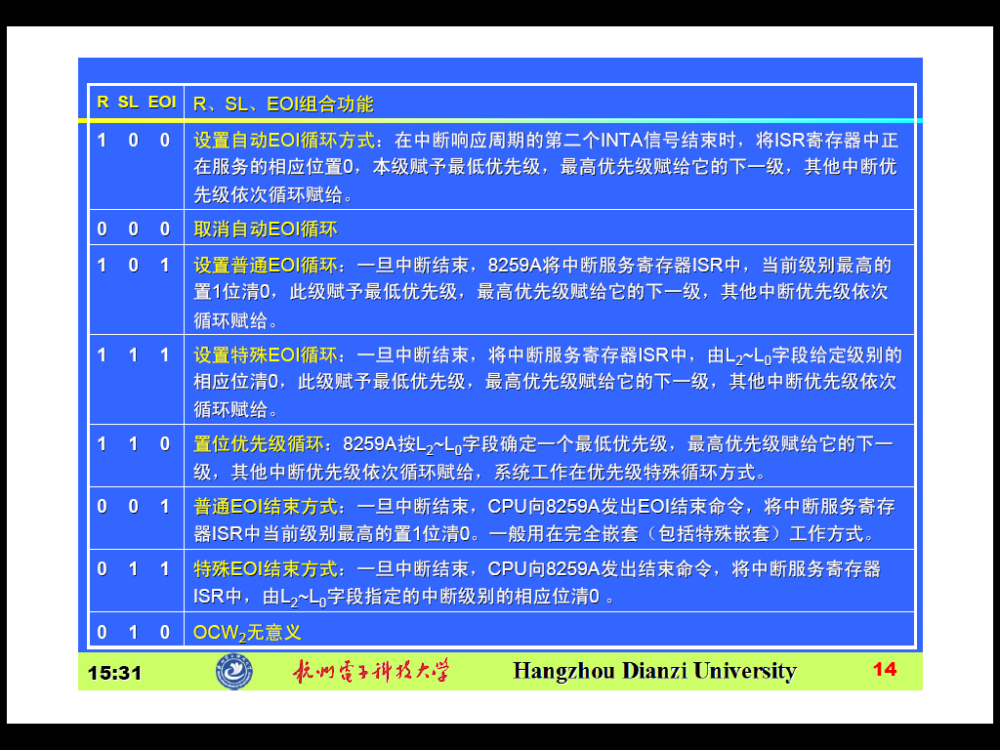 R SL EOI R、SL、EOI组合功能
1 0 0 设置自动EOI循环方式：在中断响应周期的第二个INTA信号结束时，将ISR寄存器中正
在服务的相应位置0，本级赋予最低优先级，最高优先级赋给它的下一级，其他中断优
先级依次循环赋给。
0 0 0 取消自动EOI循环
1 0 1 设置普通EOI循环：一旦中断结束，8259A将中断服务寄存器ISR中，当前级别最高的
置1位清0，此级赋予最低优先级，最高优先级赋给它的下一级，其他中断优先级依次
循环赋给。
1 1 1 设置特殊EOI循环：一旦中断结束，将中断服务寄存器ISR中，由L2~L0字段给定级别的
相应位清0，此级赋予最低优先级，最高优先级赋给它的下一级，其他中断优先级依次
循环赋给。
1 1 0 置位优先级循环：8259A按L2~L0字段确定一个最低优先级，最高优先级赋给它的下一
级，其他中断优先级依次循环赋给，系统工作在优先级特殊循环方式。
0 0 1 普通EOI结束方式：一旦中断结束，CPU向8259A发出EOI结束命令，将中断服务寄存
器ISR中当前级别最高的置1位清0。一般用在完全嵌套（包括特殊嵌套）工作方式。
0 1 1 特殊EOI结束方式：一旦中断结束，CPU向8259A发出结束命令，将中断服务寄存器
ISR中，由L2~L0字段指定的中断级别的相应位清0 。
0 1 0 OCW2无意义
15:31 杭州電子科技大学 Hangzhou Dianzi University 14